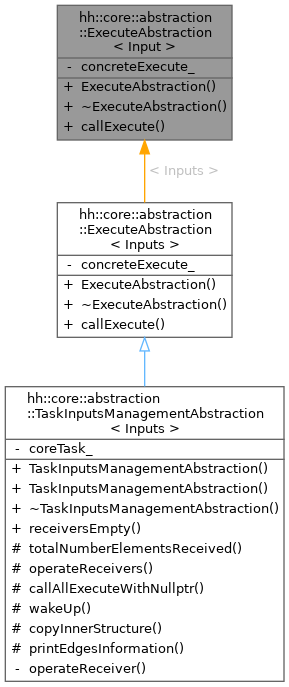 hh::core::abstraction
::ExecuteAbstraction
< Input >
- concreteExecute_
+ ExecuteAbstraction()
+ ~ExecuteAbstraction()
+ callExecute()
< Inputs >
hh::core::abstraction
::ExecuteAbstraction
< Inputs >
- concreteExecute_
+ ExecuteAbstraction()
+ ~ExecuteAbstraction()
+ callExecute()
hh::core::abstraction
::TaskInputsManagementAbstraction
< Inputs >
- coreTask_
+ TaskInputsManagementAbstraction()
+ TaskInputsManagementAbstraction()
+ ~TaskInputsManagementAbstraction()
+ receiversEmpty()
# totalNumberElementsReceived()
# operateReceivers()
# callAllExecuteWithNullptr()
# wakeUp()
# copyInnerStructure()
# printEdgesInformation()
- operateReceiver()